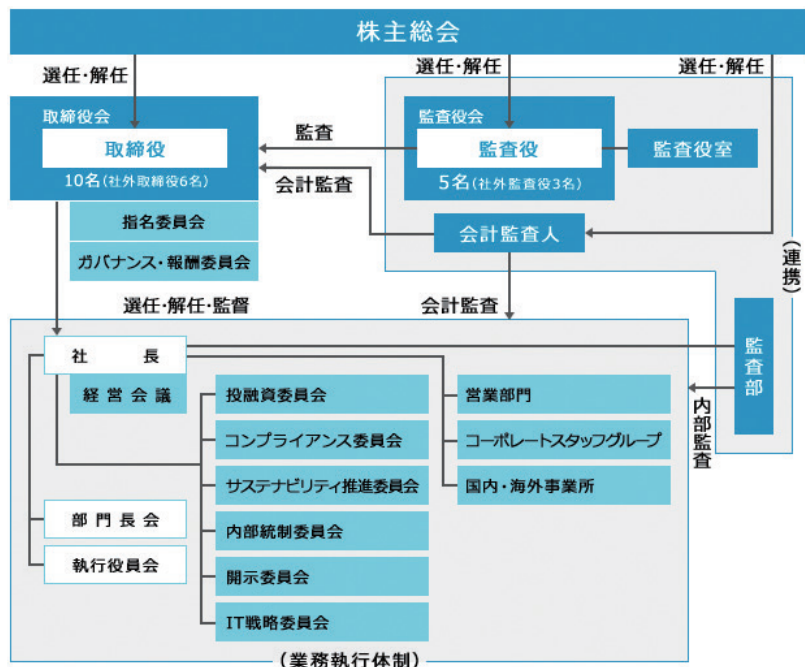 株主総会
選任・解任
選任・解任
選任・解任
取締役会
取締役
10名(社外取締役6名)
監査
会計監査
監査役会
監査役
5名(社外監査役3名)
監査役室
会計監査人
指名委員会
ガバナンス・報酬委員会
(連携)
選任・解任・監督
会計監査
監査部
内部監査
社長
経営会議
部門長会
執行役員会
投融資委員会
コンプライアンス委員会
サステナビリティ推進委員会
内部統制委員会
開示委員会
IT戦略委員会
営業部門
コーポレートスタッフグループ
国内・海外事業所
(業務執行体制)